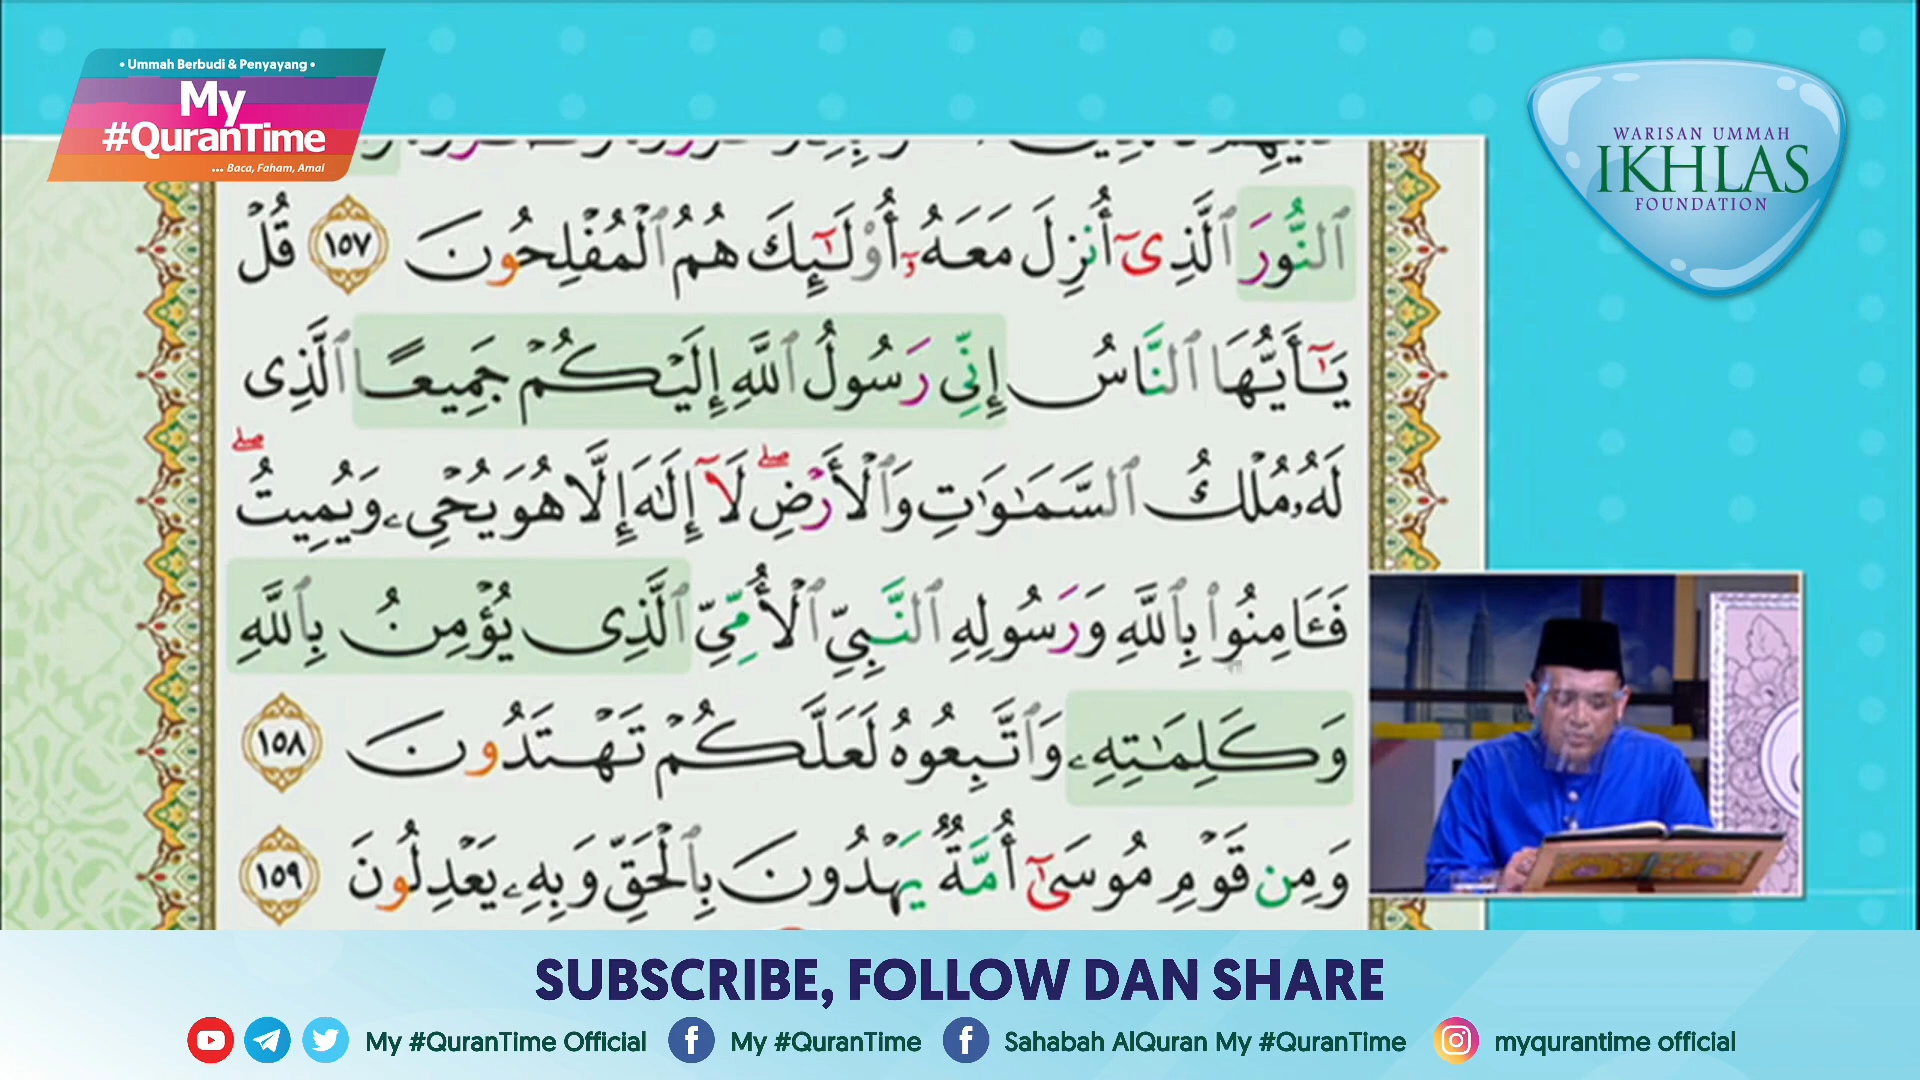 • Ummah Berbudi & Penyayang •
My
#QuranTime
... Baca, Faham, Amal
WARISAN UMMAH
IKHLAS
FOUNDATION
ٱلنُّورَ ٱلَّذِىٓ أُنزِلَ مَعَهُۥٓ أُو۟لَٰٓئِكَ هُمُ ٱلْمُفْلِحُونَ ١٥٧ قُلْ
يَٰٓأَيُّهَا ٱلنَّاسُ إِنِّى رَسُولُ ٱللَّهِ إِلَيْكُمْ جَمِيعًا ٱلَّذِى
لَهُۥ مُلْكُ ٱلسَّمَٰوَٰتِ وَٱلْأَرْضِ ۖ لَآ إِلَٰهَ إِلَّا هُوَ يُحْىِۦ وَيُمِيتُ ۖ
فَـَٔامِنُوا۟ بِٱللَّهِ وَرَسُولِهِ ٱلنَّبِىِّ ٱلْأُمِّىِّ ٱلَّذِى يُؤْمِنُ بِٱللَّهِ
وَكَلِمَٰتِهِۦ وَٱتَّبِعُوهُ لَعَلَّكُمْ تَهْتَدُونَ ١٥٨
وَمِن قَوْمِ مُوسَىٰٓ أُمَّةٌ يَهْدُونَ بِٱلْحَقِّ وَبِهِۦ يَعْدِلُونَ ١٥٩
SUBSCRIBE, FOLLOW DAN SHARE
My #QuranTime Official My #QuranTime Sahabah AlQuran My #QuranTime myqurantime official